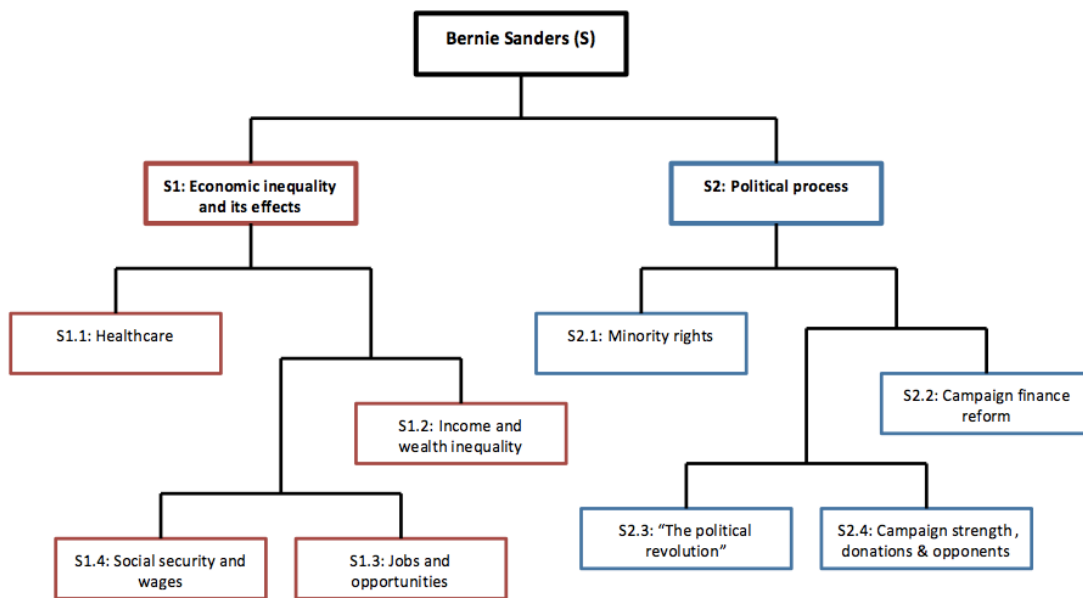 Bernie Sanders (S)
S1: Economic inequality
and its effects
S2: Political process
S1.1: Healthcare
S2.1: Minority rights
S2.2: Campaign finance
reform
S1.2: Income and
wealth inequality
S1.4: Social security and
wages
S1.3: Jobs and
opportunities
S2.3: “The political
revolution”
S2.4: Campaign strength ,
donations & opponents